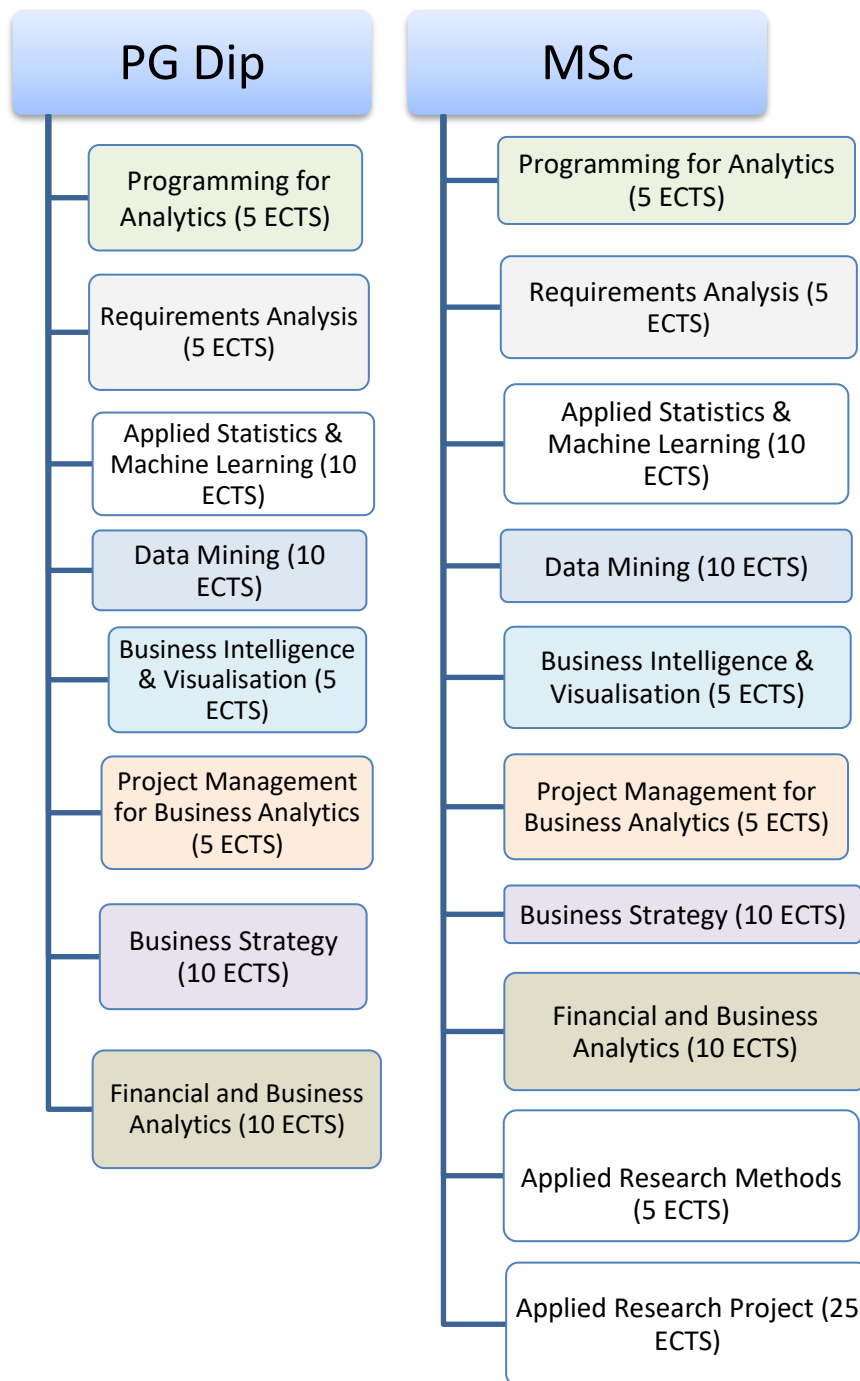 PG Dip
Programming for
Analytics (5 ECTS)
Requirements Analysis
(5 ECTS)
Applied Statistics &
Machine Learning (10
ECTS)
Data Mining (10
ECTS)
Business Intelligence
& Visualisation (5
ECTS)
Project Management
for Business Analytics
(5 ECTS)
Business Strategy
(10 ECTS)
Financial and Business
Analytics (10 ECTS)
MSc
Programming for Analytics
(5 ECTS)
Requirements Analysis (5
ECTS)
Applied Statistics &
Machine Learning (10
ECTS)
Data Mining (10 ECTS)
Business Intelligence &
Visualisation (5 ECTS)
Project Management for
Business Analytics (5 ECTS)
Business Strategy (10 ECTS)
Financial and Business
Analytics (10 ECTS)
Applied Research Methods
(5 ECTS)
Applied Research Project (25
ECTS)